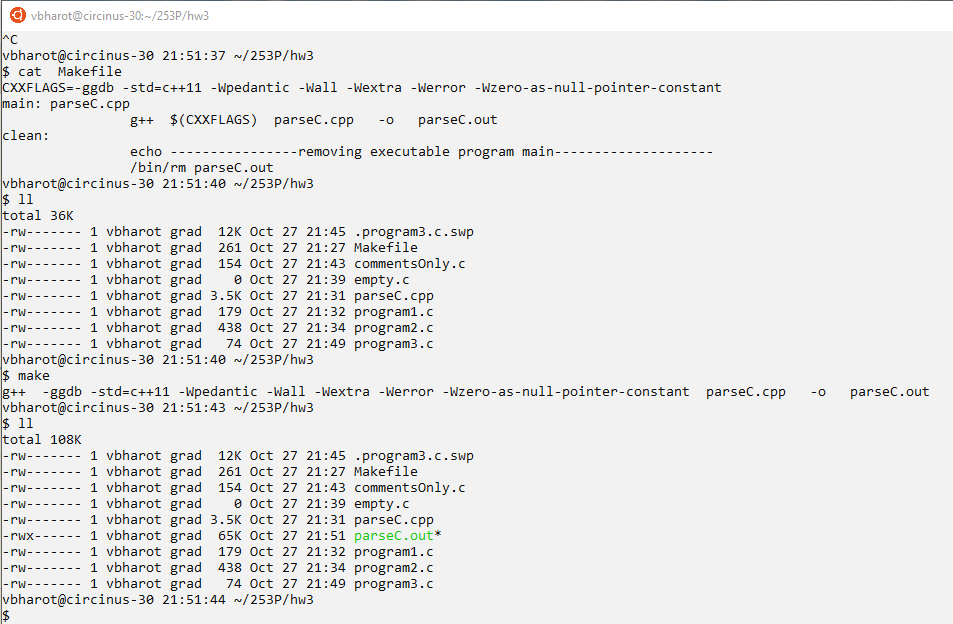 vbharot@circinus-30:~/253P/hw3
^C
vbharot@circinus-30 21:51:37 ~/253P/hw3
$ cat  Makefile
CXXFLAGS=-ggdb -std=c++11 -Wpedantic -Wall -Wextra -Werror -Wzero-as-null-pointer-constant
main: parseC.cpp
                g++  $(CXXFLAGS)  parseC.cpp   -o   parseC.out
clean:
                echo ----------------removing executable program main--------------------
                /bin/rm parseC.out
vbharot@circinus-30 21:51:40 ~/253P/hw3
$ ll
total 36K
-rw------- 1 vbharot grad  12K Oct 27 21:45 .program3.c.swp
-rw------- 1 vbharot grad  261 Oct 27 21:27 Makefile
-rw------- 1 vbharot grad  154 Oct 27 21:43 commentsOnly.c
-rw------- 1 vbharot grad    0 Oct 27 21:39 empty.c
-rw------- 1 vbharot grad 3.5K Oct 27 21:31 parseC.cpp
-rw------- 1 vbharot grad  179 Oct 27 21:32 program1.c
-rw------- 1 vbharot grad  438 Oct 27 21:34 program2.c
-rw------- 1 vbharot grad   74 Oct 27 21:49 program3.c
vbharot@circinus-30 21:51:40 ~/253P/hw3
$ make
g++  -ggdb -std=c++11 -Wpedantic -Wall -Wextra -Werror -Wzero-as-null-pointer-constant  parseC.cpp   -o   parseC.out
vbharot@circinus-30 21:51:43 ~/253P/hw3
$ ll
total 108K
-rw------- 1 vbharot grad  12K Oct 27 21:45 .program3.c.swp
-rw------- 1 vbharot grad  261 Oct 27 21:27 Makefile
-rw------- 1 vbharot grad  154 Oct 27 21:43 commentsOnly.c
-rw------- 1 vbharot grad    0 Oct 27 21:39 empty.c
-rw------- 1 vbharot grad 3.5K Oct 27 21:31 parseC.cpp
-rwx------ 1 vbharot grad  65K Oct 27 21:51 parseC.out*
-rw------- 1 vbharot grad  179 Oct 27 21:32 program1.c
-rw------- 1 vbharot grad  438 Oct 27 21:34 program2.c
-rw------- 1 vbharot grad   74 Oct 27 21:49 program3.c
vbharot@circinus-30 21:51:44 ~/253P/hw3
$